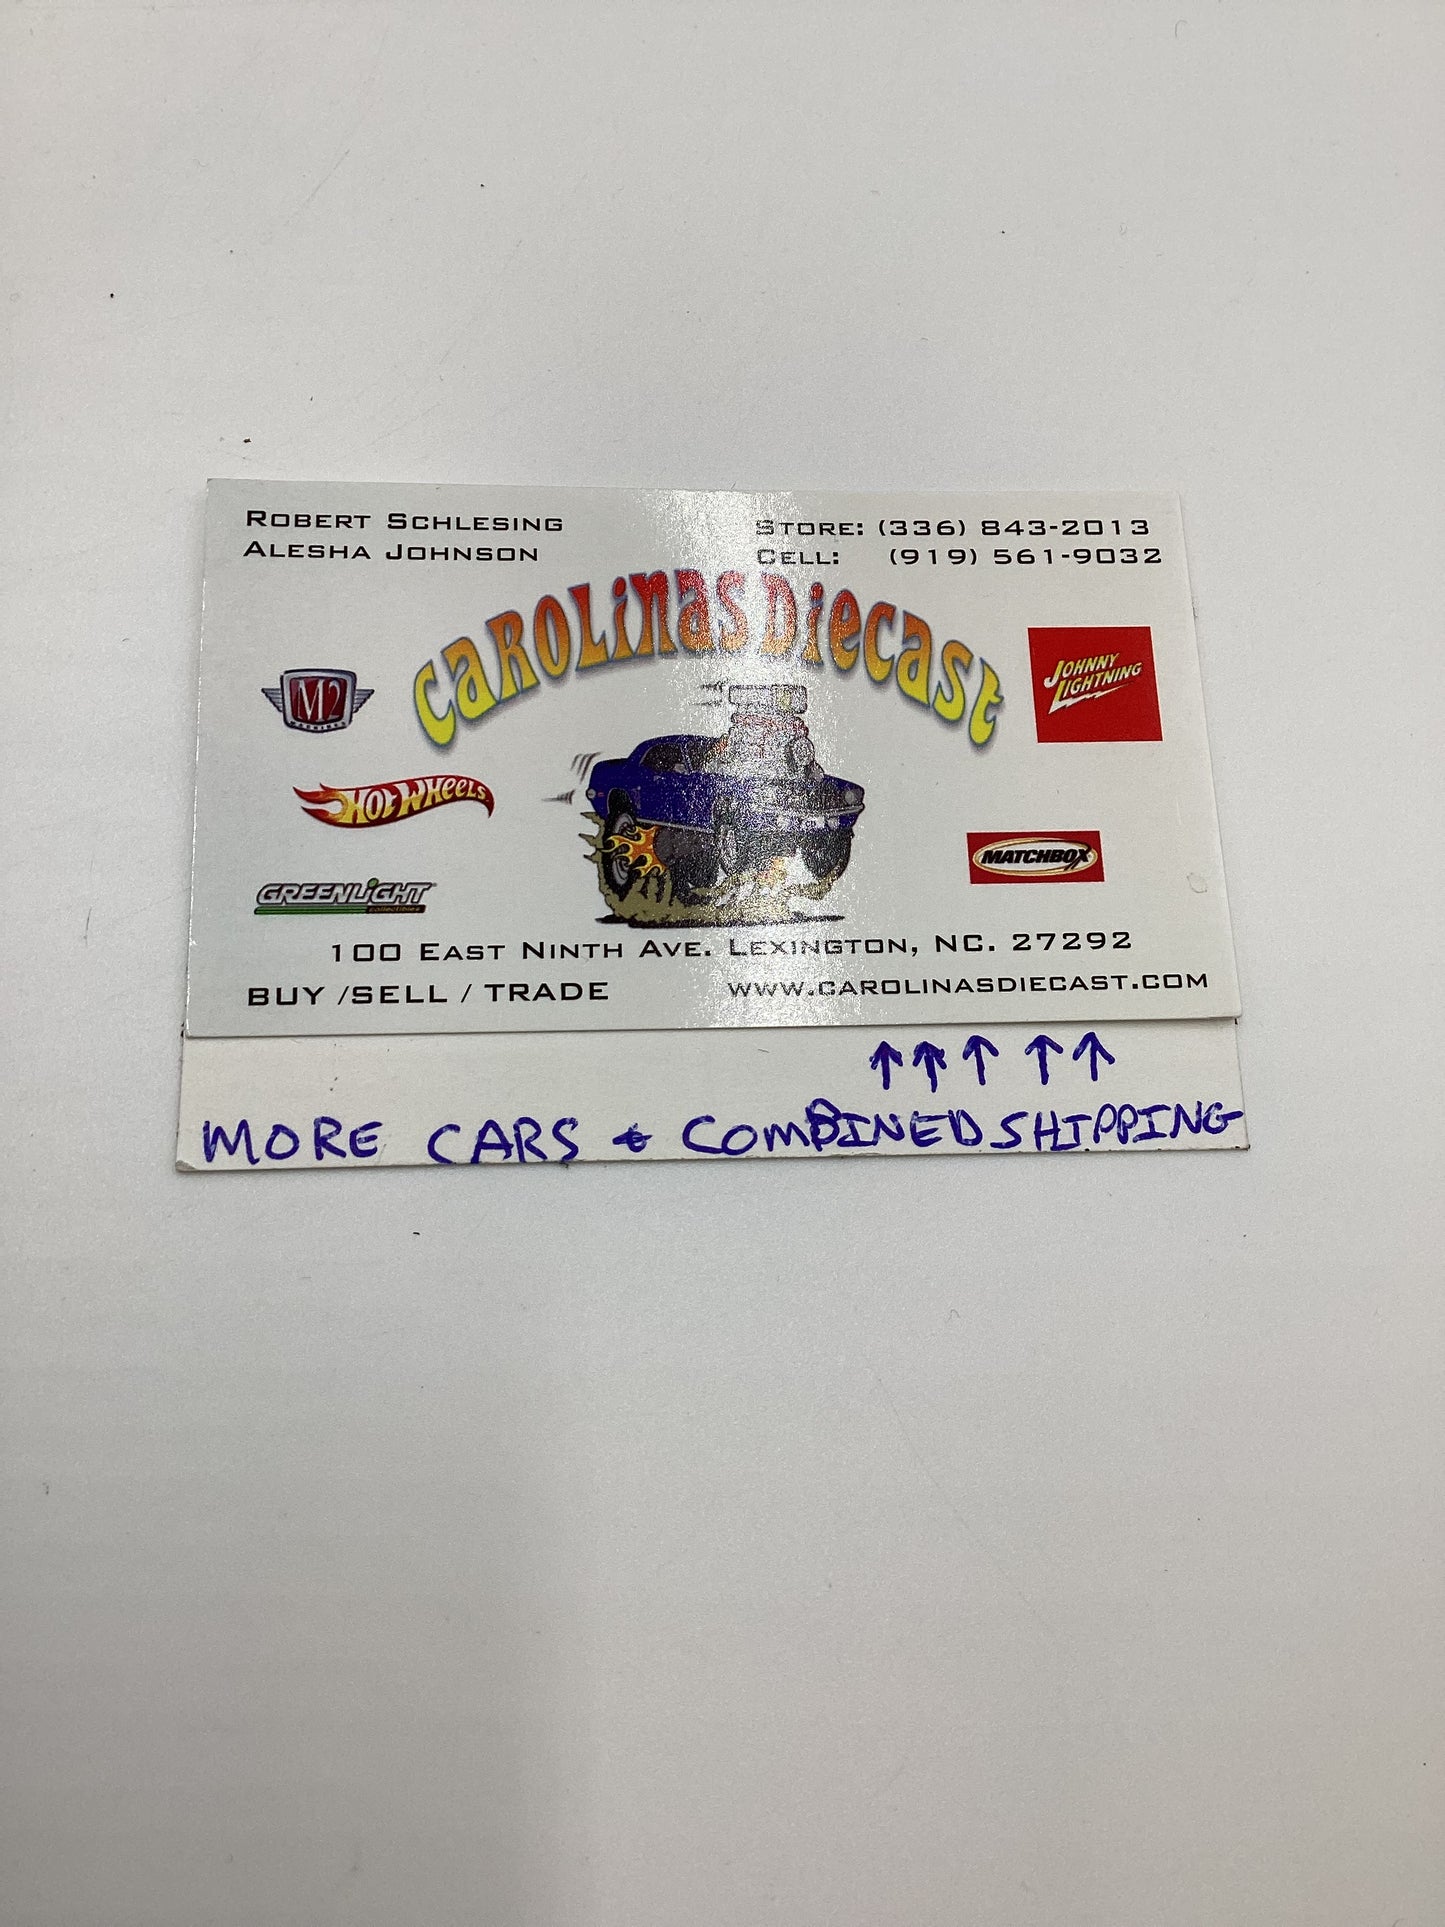 ROBERT SCHLESING
ALESHA JOHNSON
STORE: (336) 843-2013
CELL: (919) 561-9032
CAROLINAS DIECAST
M2
MACHINES
JOHNNY
LIGHTNING
HOT WHEELS
MATCHBOX
GREENLIGHT
collectibles
100 EAST NINTH AVE. LEXINGTON, NC. 27292
BUY /SELL / TRADE
WWW.CAROLINASDIECAST.COM
↑↑↑ ↑↑
MORE CARS & COMBINED SHIPPING